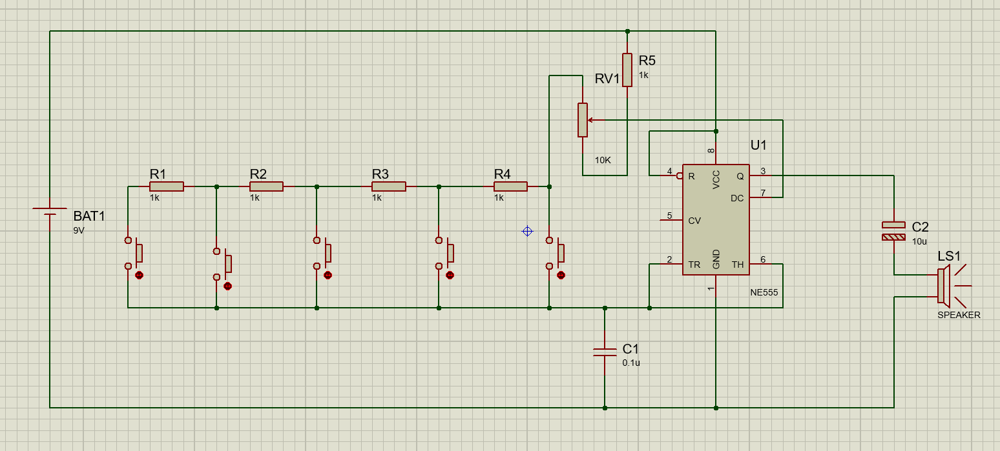 R5
1k
RV1
10K
U1
8
4
R
VCC
Q
3
DC
7
5
CV
2
TR
GND
TH
6
1
NE555
R1
1k
R2
1k
R3
1k
R4
1k
BAT1
9V
C2
10u
LS1
SPEAKER
C1
0.1u